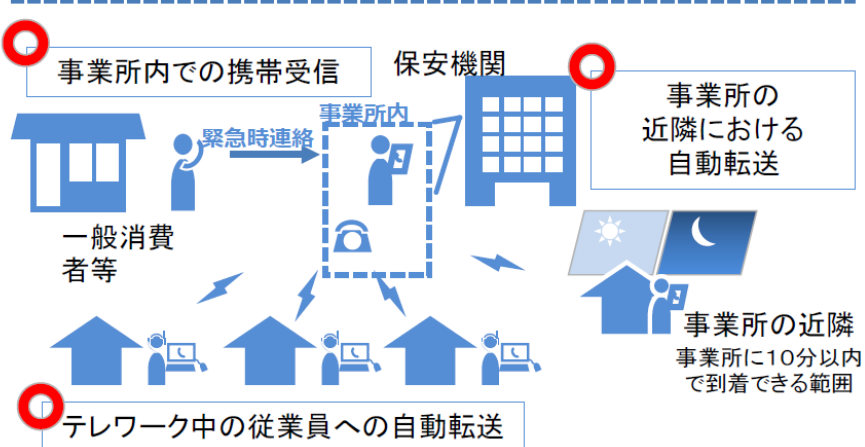 事業所内での携帯受信
保安機関
事業所の
近隣における
自動転送
事業所内
緊急時連絡
一般消費
者等
事業所の近隣
事業所に10分以内
で到着できる範囲
テレワーク中の従業員への自動転送